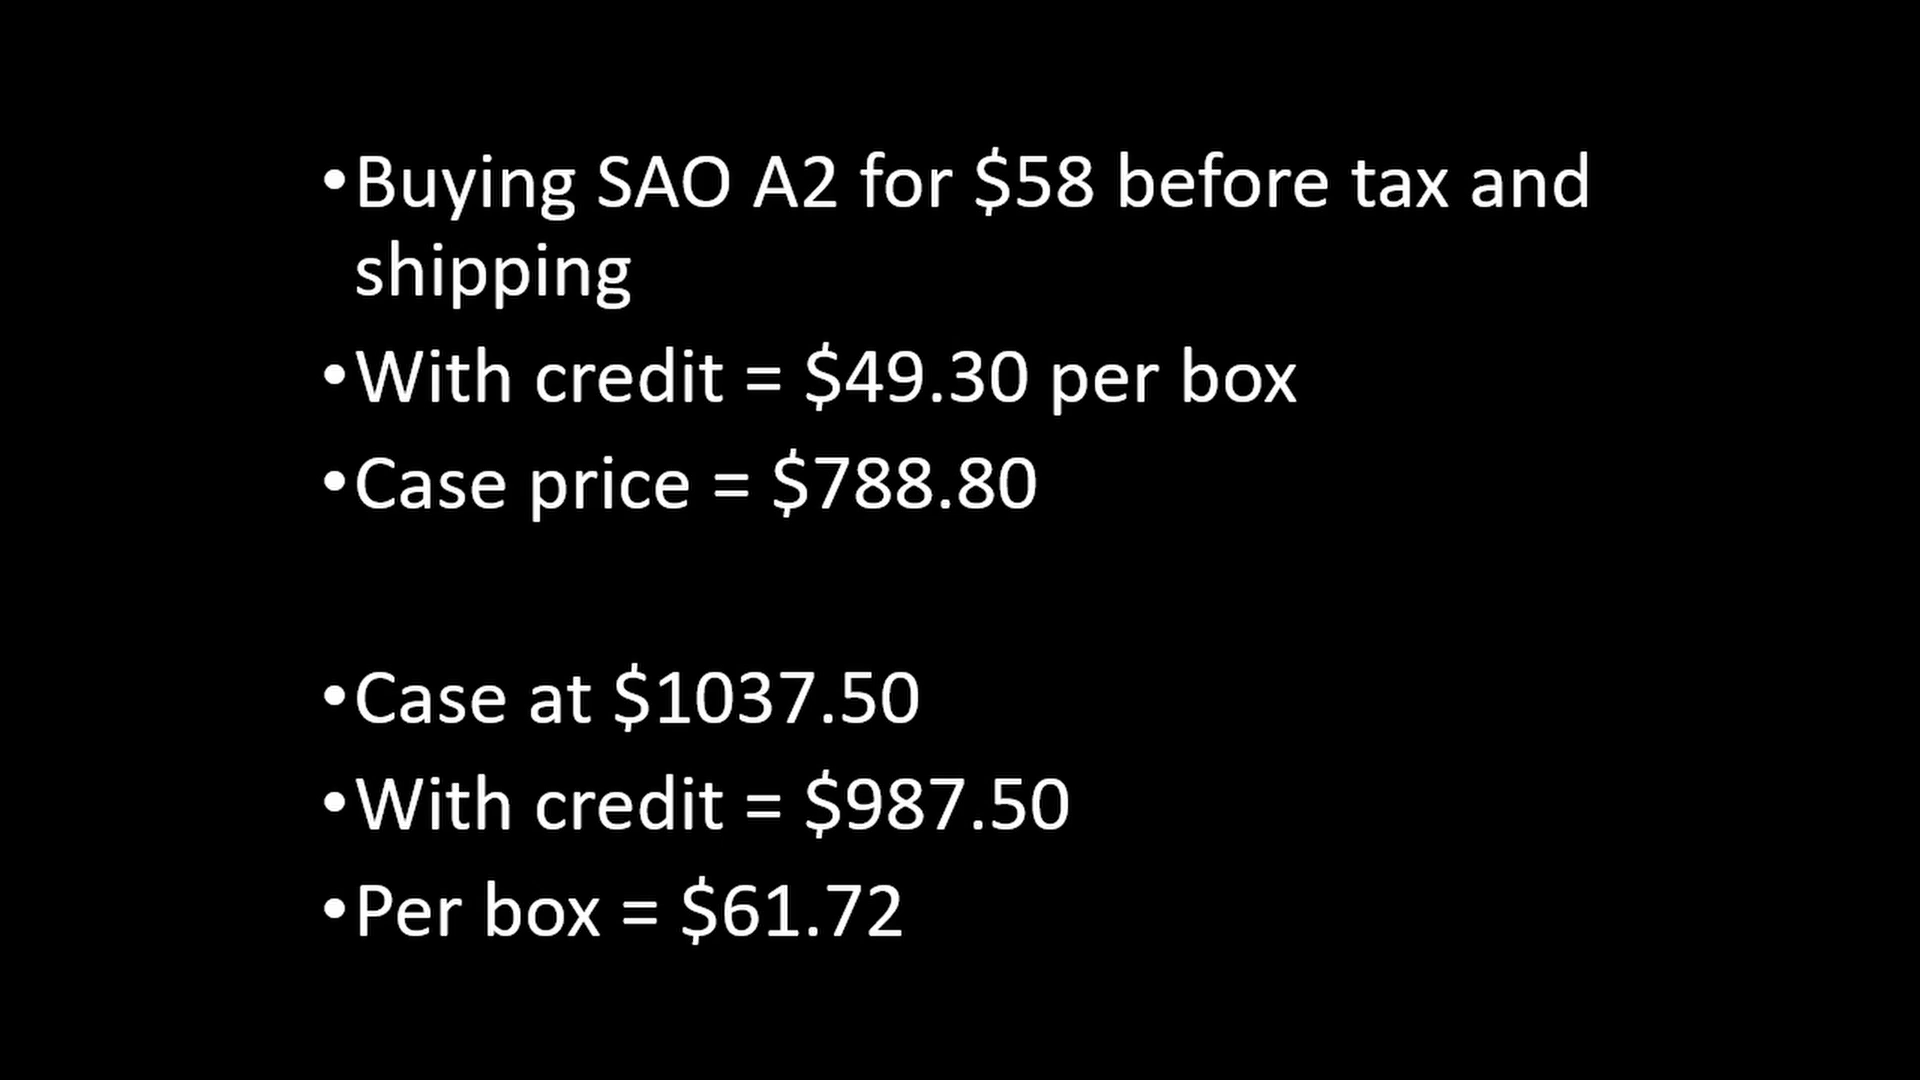 •Buying SAO A2 for $58 before tax and
shipping
•With credit = $49.30 per box
•Case price = $788.80
•Case at $1037.50
•With credit = $987.50
•Per box = $61.72